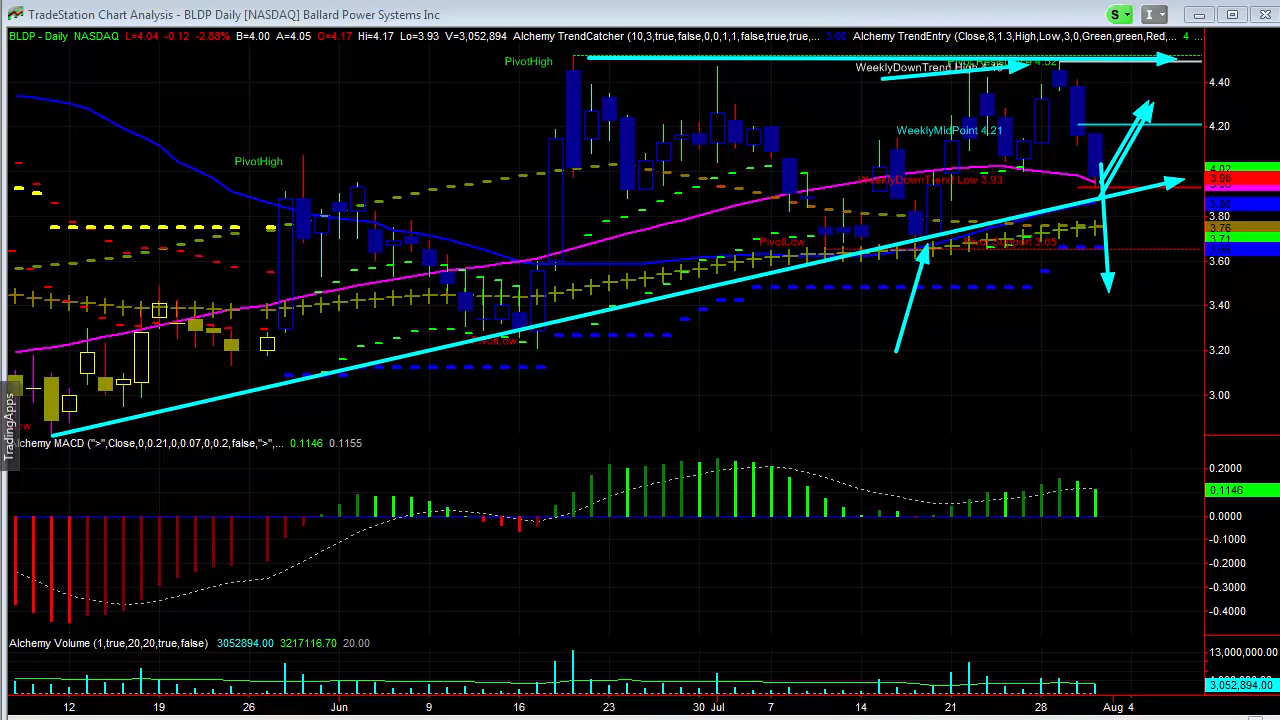 TradeStation Chart Analysis - BLDP Daily [NASDAQ] Ballard Power Systems Inc
S
I
BLDP - Daily NASDAQ L=4.04 -0.12 -2.88% B=4.00 A=4.05 O=4.17 Hi=4.17 Lo=3.93 V=3,052,894 Alchemy TrendCatcher (10,3,true,false,0,0,1,1,false,true,true,... Alchemy TrendEntry (Close,8,1.3,High,Low,3,0,Green,green,Red,... 4 ...
PivotHigh
WeeklyDownTrend High
4.40
WeeklyMidPoint 4.21
4.20
PivotHigh
WeeklyDownTrend Low 3.93
3.80
3.76
3.71
PivotLow
3.60
3.40
PivotLow
3.20
3.00
TradingApps
Alchemy MACD (">",Close,0,0.21,0,0.07,0,0.2,false,">",... 0.1146 0.1155
0.2000
0.1146
0.0000
-0.1000
-0.2000
-0.3000
-0.4000
Alchemy Volume (1,true,20,20,true,false) 3052894.00 3217116.70 20.00
13,000,000.00
3,052,894.00
12 19 26 Jun 9 16 23 30 Jul 7 14 21 28 Aug 4